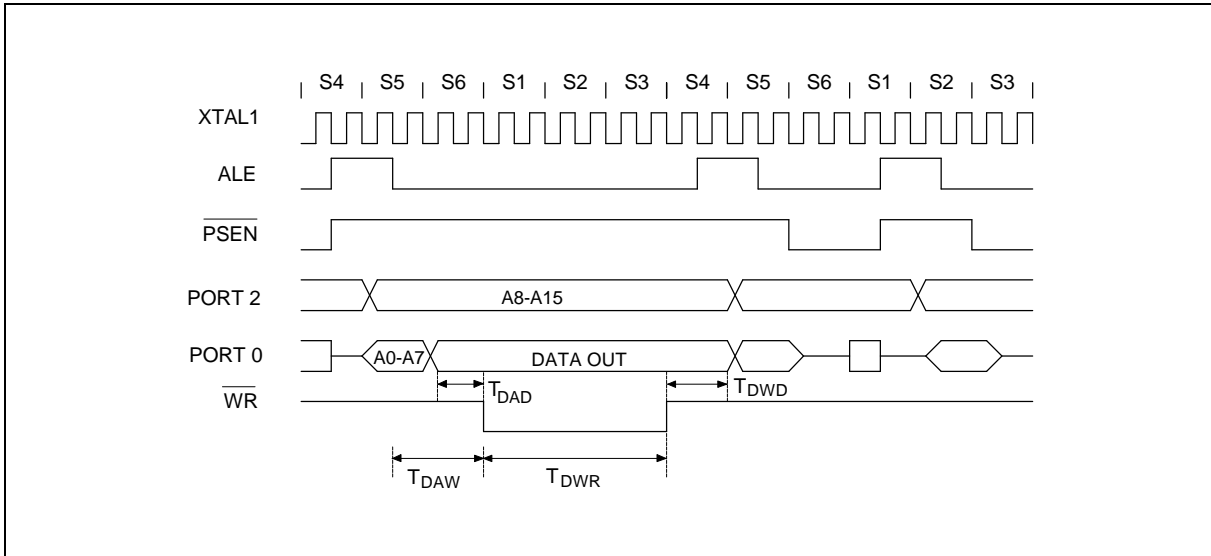 | S4 | S5 | S6 | S1 | S2 | S3 | S4 | S5 | S6 | S1 | S2 | S3 |
XTAL1
ALE
PSEN
PORT 2 A8-A15
PORT 0 A0-A7 DATA OUT
WR TDAD TDWD
TDAW TDWR